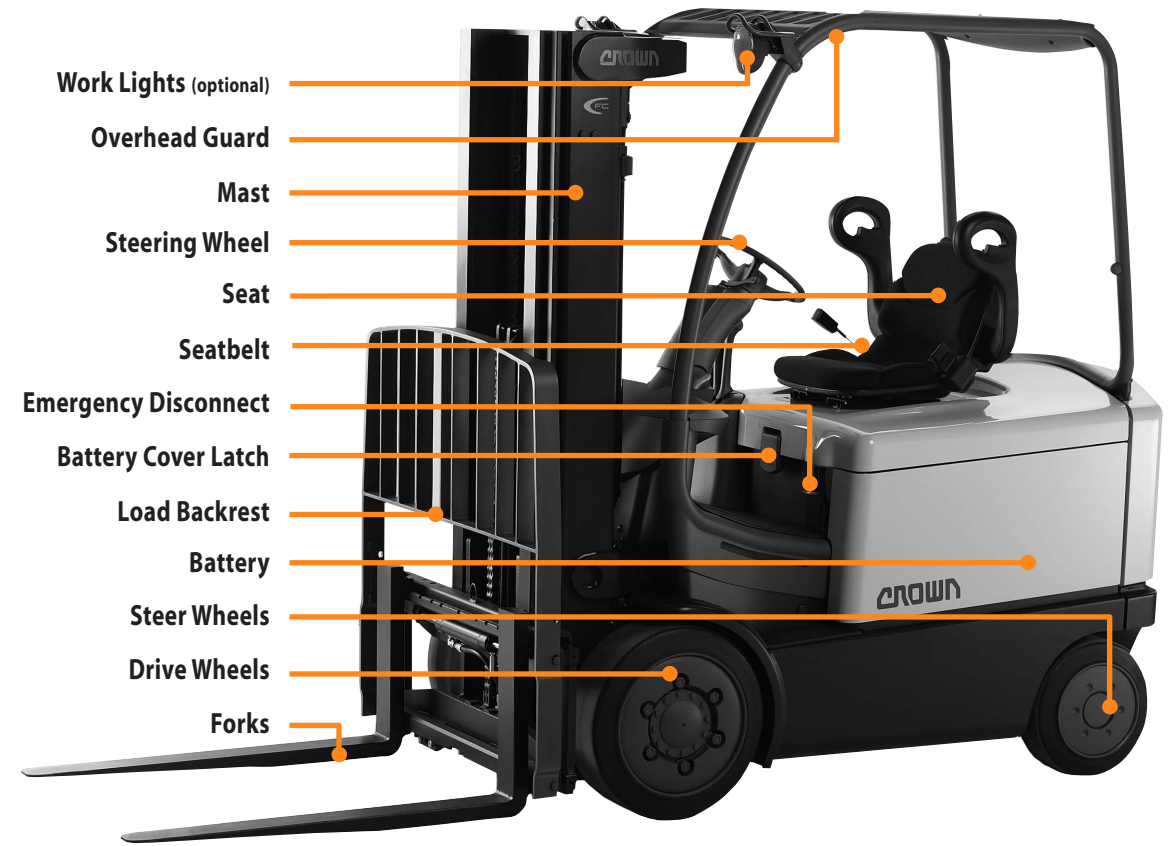 CROWN
FC
Work Lights (optional)
Overhead Guard
Mast
Steering Wheel
Seat
Seatbelt
Emergency Disconnect
Battery Cover Latch
Load Backrest
Battery
CROWN
Steer Wheels
Drive Wheels
Forks